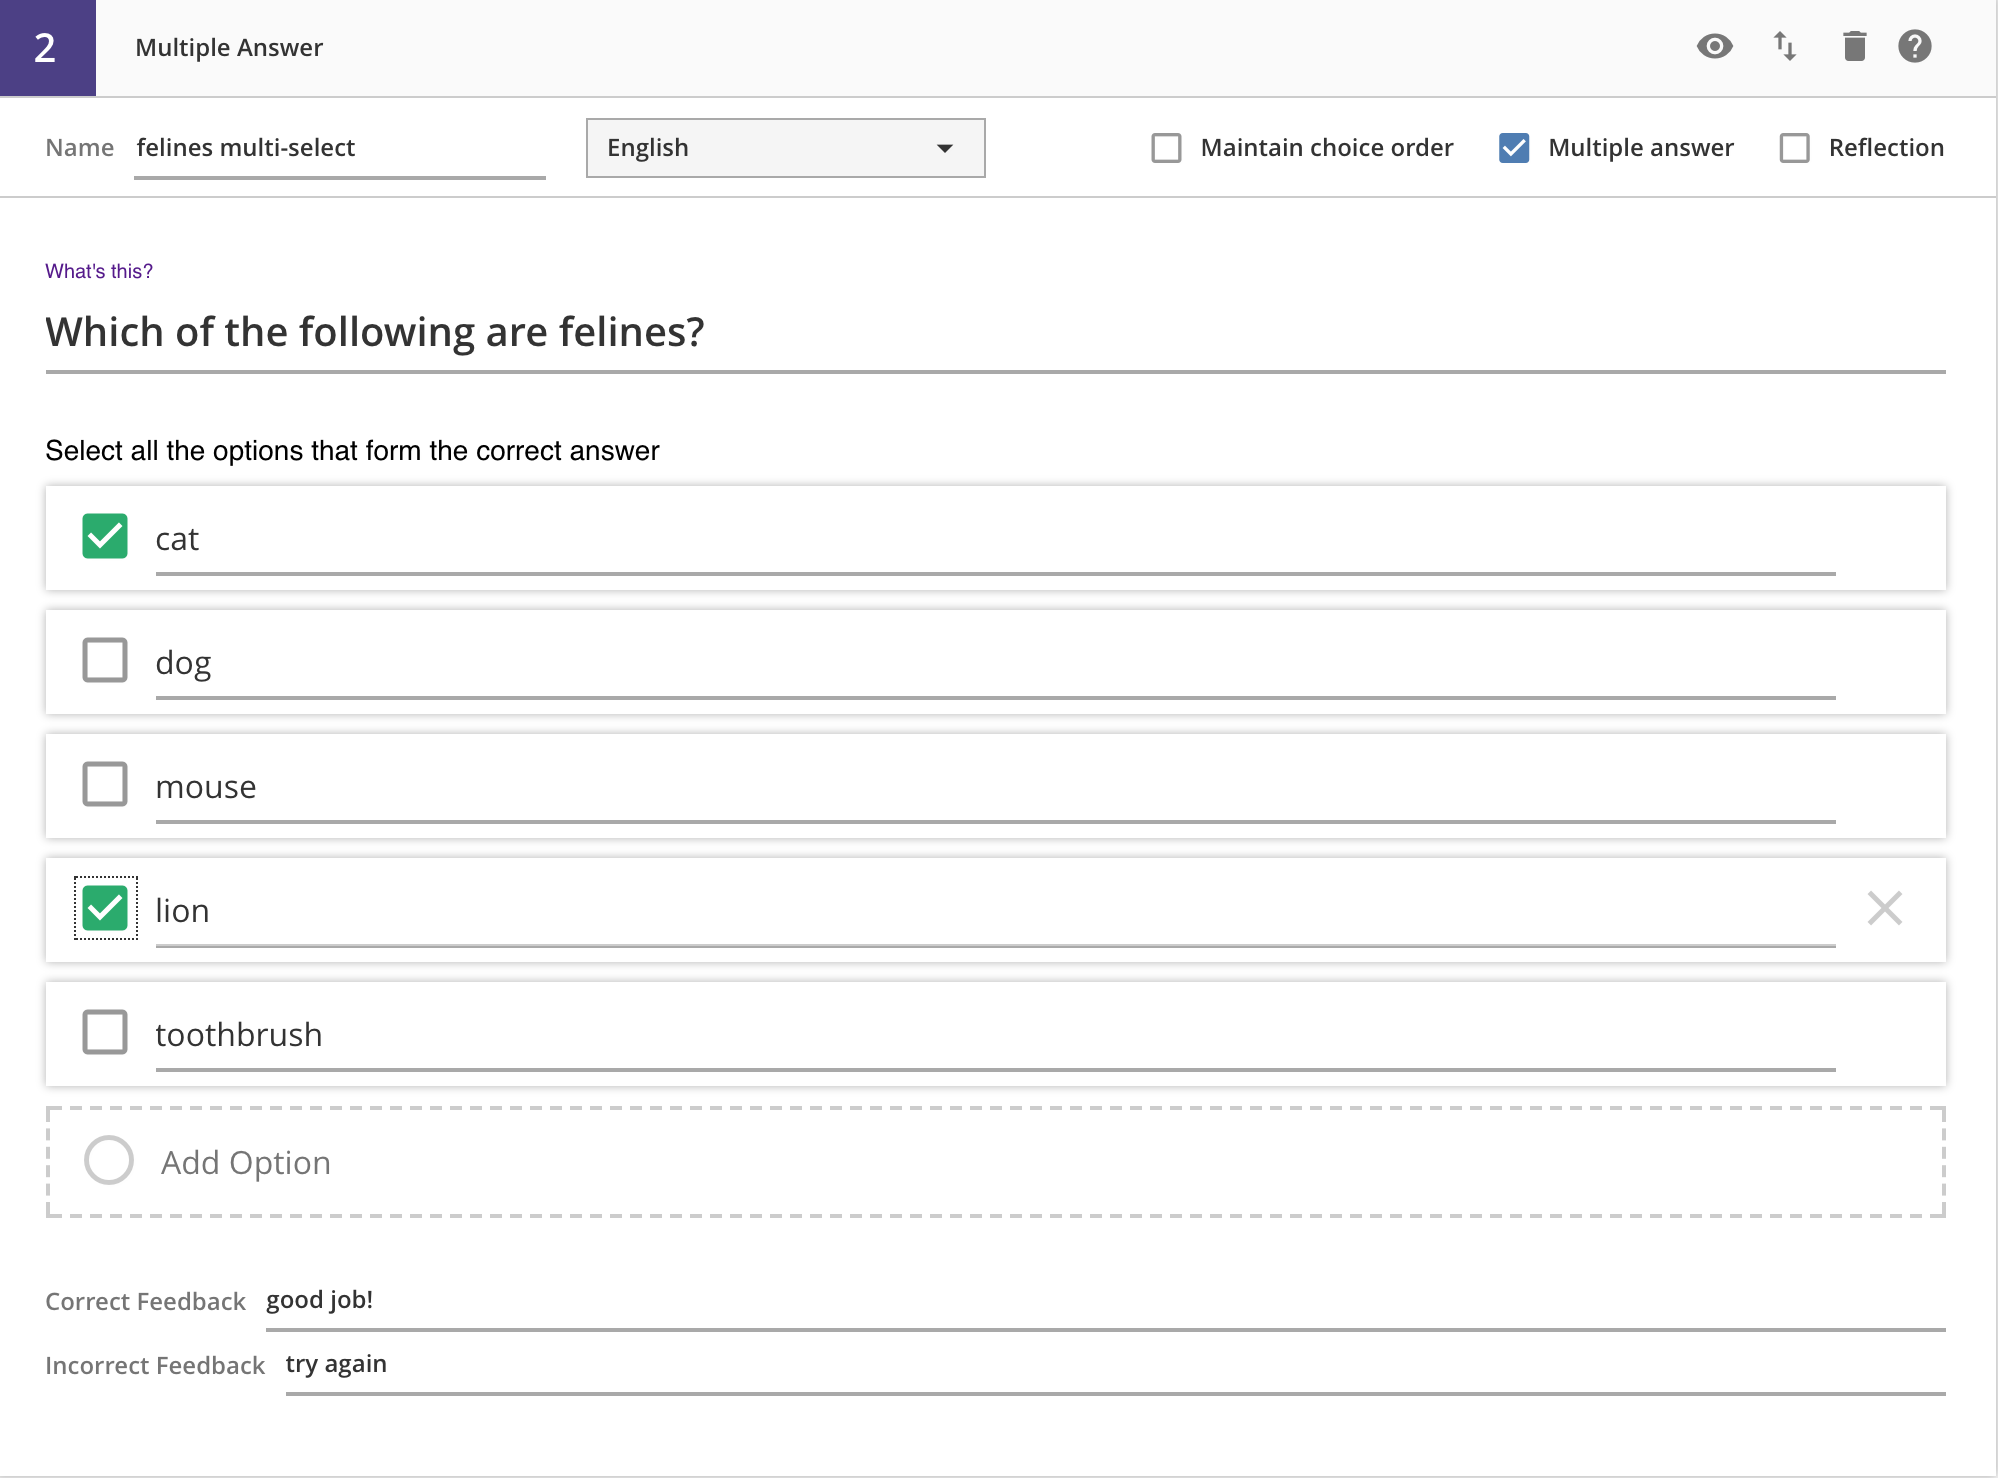 2 Multiple Answer
Name felines multi-select English Maintain choice order Multiple answer Reflection
What's this?
Which of the following are felines?
Select all the options that form the correct answer
cat
dog
mouse
lion
toothbrush
Add Option
Correct Feedback good job!
Incorrect Feedback try again